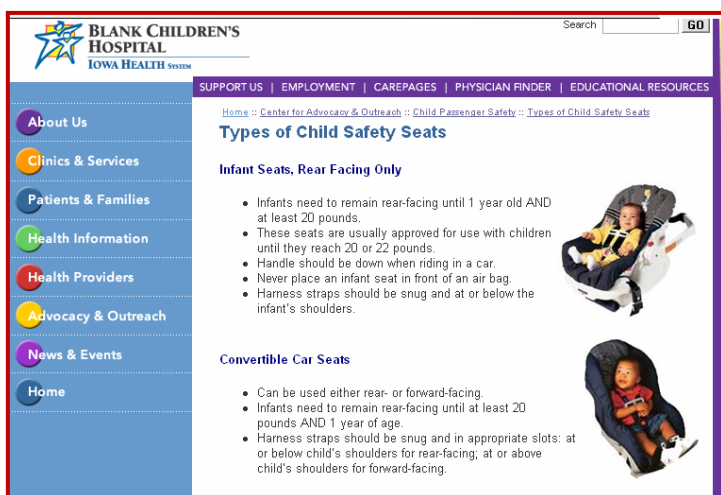 BLANK CHILDREN'S
HOSPITAL
IOWA HEALTH SYSTEM
Search
GO
SUPPORT US | EMPLOYMENT | CAREPAGES | PHYSICIAN FINDER | EDUCATIONAL RESOURCES
About Us
Clinics & Services
Patients & Families
Health Information
Health Providers
Advocacy & Outreach
News & Events
Home
Home :: Center for Advocacy & Outreach :: Child Passenger Safety :: Types of Child Safety Seats
Types of Child Safety Seats
Infant Seats, Rear Facing Only
• Infants need to remain rear-facing until 1 year old AND
at least 20 pounds.
• These seats are usually approved for use with children
until they reach 20 or 22 pounds.
• Handle should be down when riding in a car.
• Never place an infant seat in front of an air bag.
• Harness straps should be snug and at or below the
infant's shoulders.
Convertible Car Seats
• Can be used either rear- or forward-facing.
• Infants need to remain rear-facing until at least 20
pounds AND 1 year of age.
• Harness straps should be snug and in appropriate slots: at
or below child's shoulders for rear-facing; at or above
child's shoulders for forward-facing.